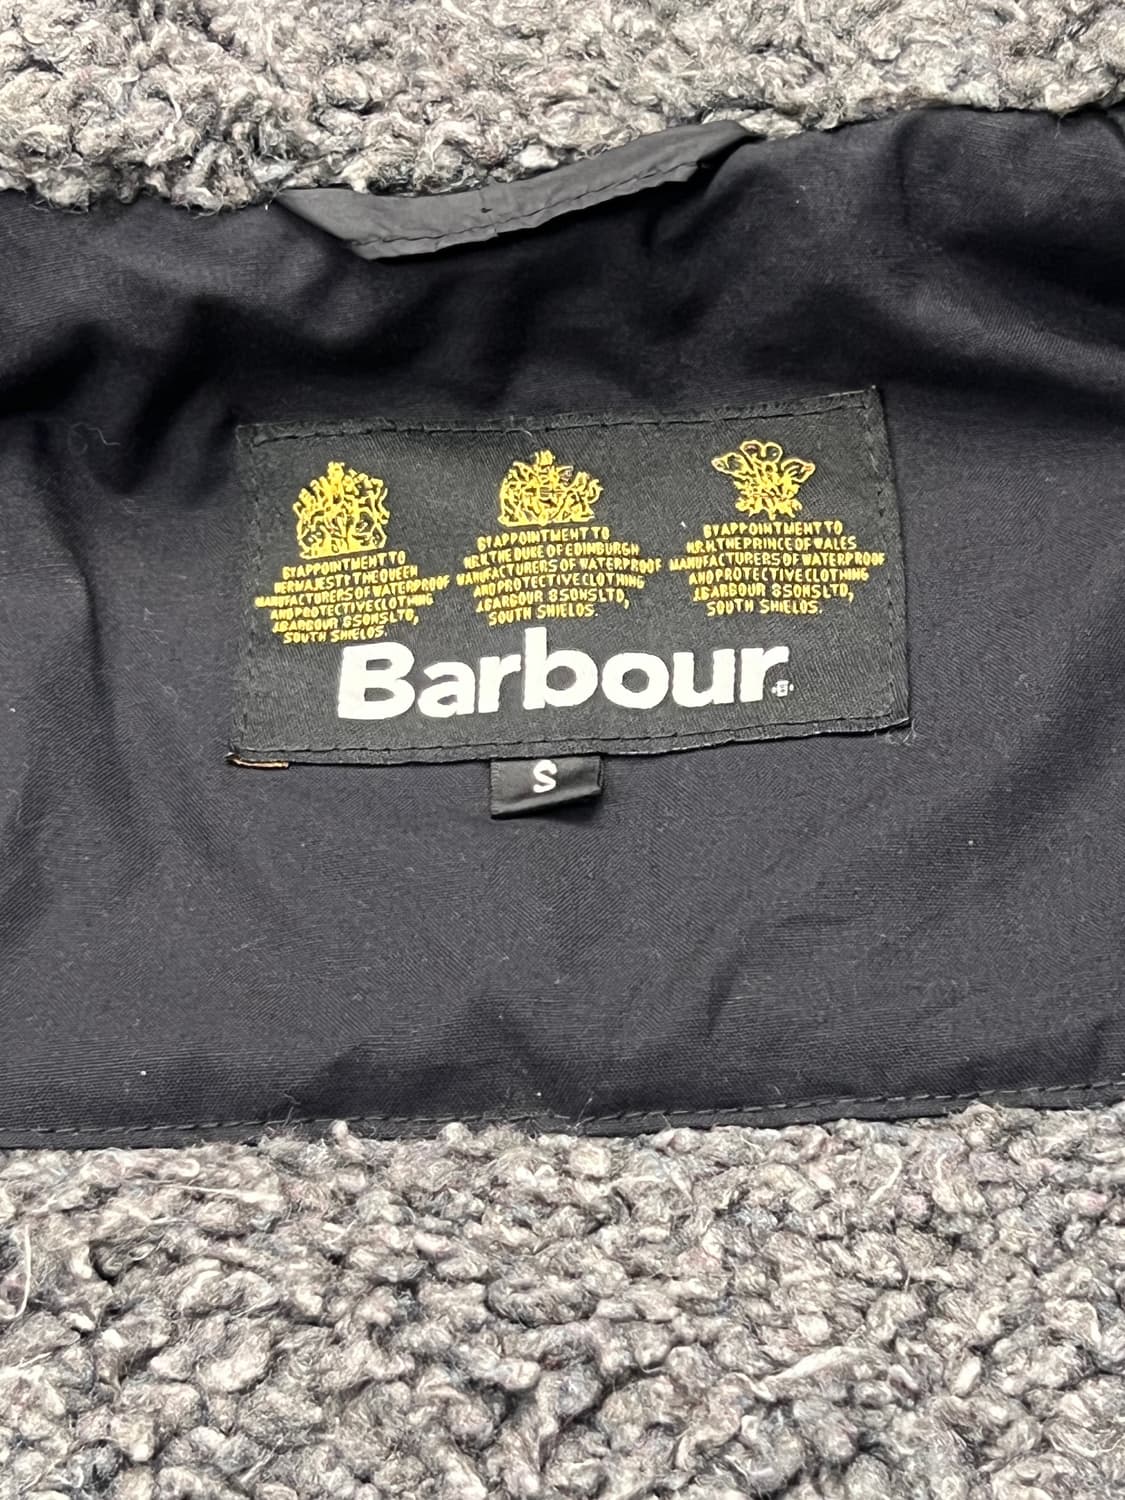 BY APPOINTMENT TO
HER MAJESTY THE QUEEN
MANUFACTURERS OF WATERPROOF
AND PROTECTIVE CLOTHING
J.BARBOUR & SONS LTD,
SOUTH SHIELDS.
BY APPOINTMENT TO
H.R.H. THE DUKE OF EDINBURGH
MANUFACTURERS OF WATERPROOF
AND PROTECTIVE CLOTHING
J.BARBOUR & SONS LTD,
SOUTH SHIELDS.
BY APPOINTMENT TO
H.R.H. THE PRINCE OF WALES
MANUFACTURERS OF WATERPROOF
AND PROTECTIVE CLOTHING
J.BARBOUR & SONS LTD,
SOUTH SHIELDS.
Barbour
S